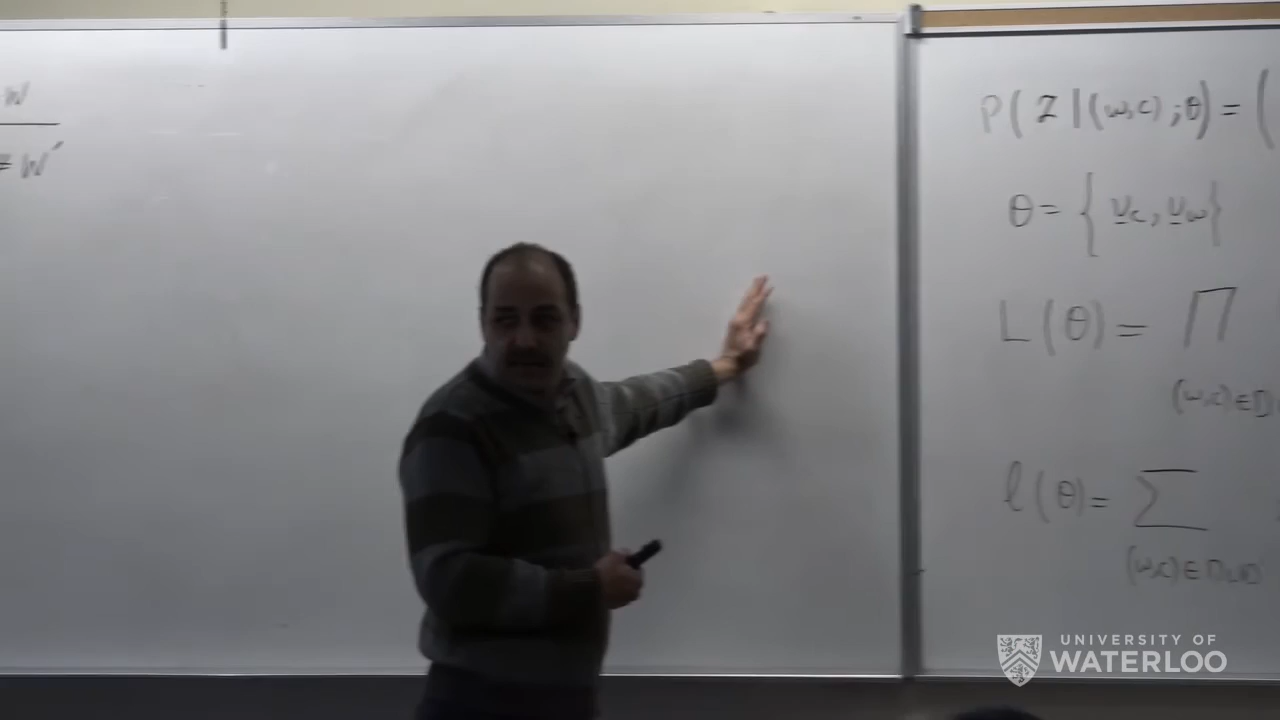 w
≠ w′
P( Z | (w,c) ; θ) = (
θ = { v_c, v_w }
L(θ) = Π
(w,c) ∈ D
l(θ) = Σ
(w,c) ∈ D∪D′
UNIVERSITY OF
WATERLOO